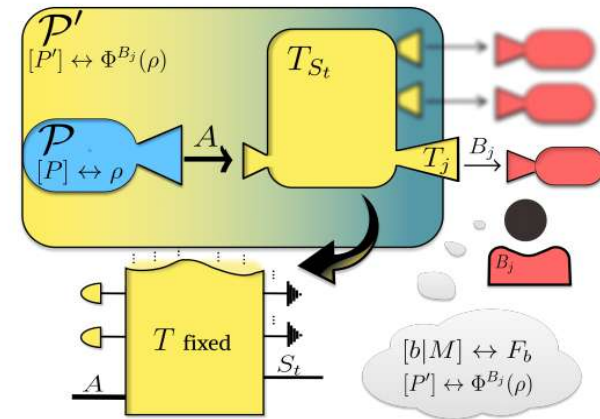 𝒫′
[P′] ↔ Φ^{B_j}(ρ)
T_{S_t}
𝒫
[P] ↔ ρ
A
T_j
B_j
B_j
T fixed
A
S_t
[b|M] ↔ F_b
[P′] ↔ Φ^{B_j}(ρ)